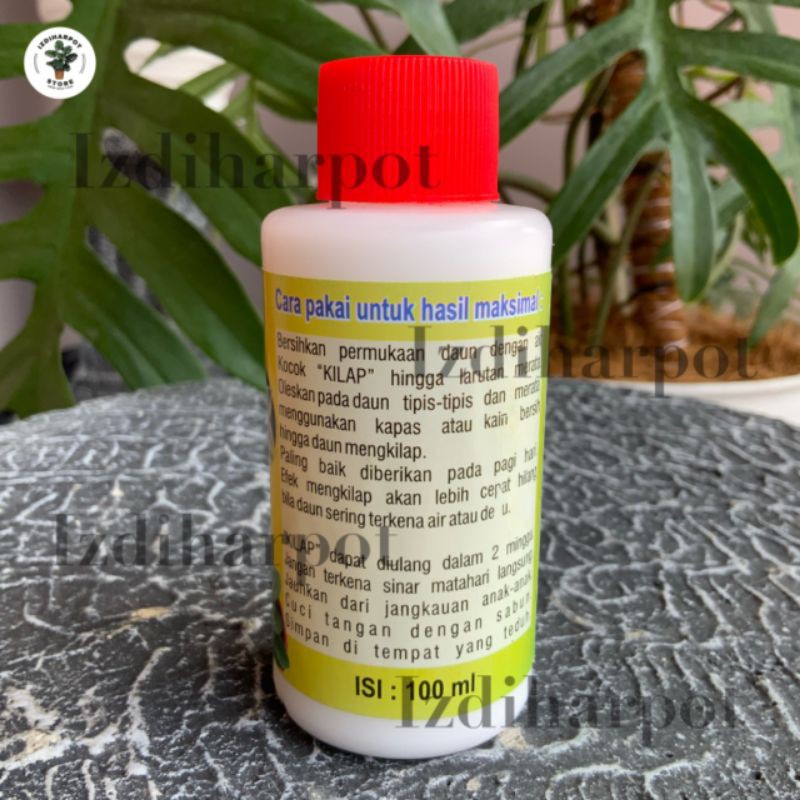 IZDIHARPOT
STORE
Izdiharpot
Cara pakai untuk hasil maksimal :
Bersihkan permukaan daun dengan
Kocok "KILAP" hingga larutan merata
Oleskan pada daun tipis-tipis dan merata
menggunakan kapas atau kain bersih
hingga daun mengkilap.
Paling baik diberikan pada pagi hari.
Efek mengkilap akan lebih cepat hilang
bila daun sering terkena air atau
Izdiharpot
Izdiharpot
"KILAP" dapat diulang dalam 2 minggu
Jangan terkena sinar matahari langsung
Jauhkan dari jangkauan anak-anak
Cuci tangan dengan sabun
Simpan di tempat yang teduh
ISI : 100 ml
Izdiharpot